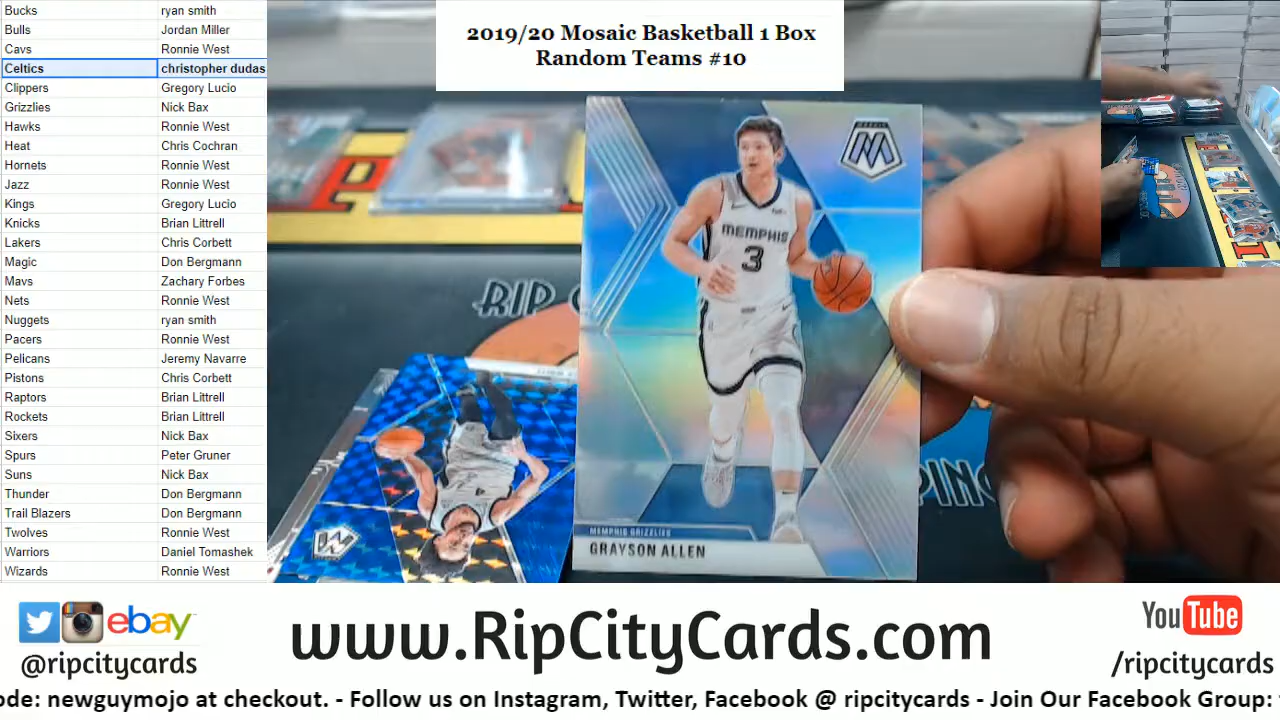 Bucks ryan smith
Bulls Jordan Miller
Cavs Ronnie West
Celtics christopher dudas
Clippers Gregory Lucio
Grizzlies Nick Bax
Hawks Ronnie West
Heat Chris Cochran
Hornets Ronnie West
Jazz Ronnie West
Kings Gregory Lucio
Knicks Brian Littrell
Lakers Chris Corbett
Magic Don Bergmann
Mavs Zachary Forbes
Nets Ronnie West
Nuggets ryan smith
Pacers Ronnie West
Pelicans Jeremy Navarre
Pistons Chris Corbett
Raptors Brian Littrell
Rockets Brian Littrell
Sixers Nick Bax
Spurs Peter Gruner
Suns Nick Bax
Thunder Don Bergmann
Trail Blazers Don Bergmann
Twolves Ronnie West
Warriors Daniel Tomashek
Wizards Ronnie West
2019/20 Mosaic Basketball 1 Box
Random Teams #10
MOSAIC
M
MEMPHIS
3
MEMPHIS GRIZZLIES
GRAYSON ALLEN
RIP
ebay
@ripcitycards
www.RipCityCards.com
YouTube
/ripcitycards
ode: newguymojo at checkout. - Follow us on Instagram, Twitter, Facebook @ ripcitycards - Join Our Facebook Group: